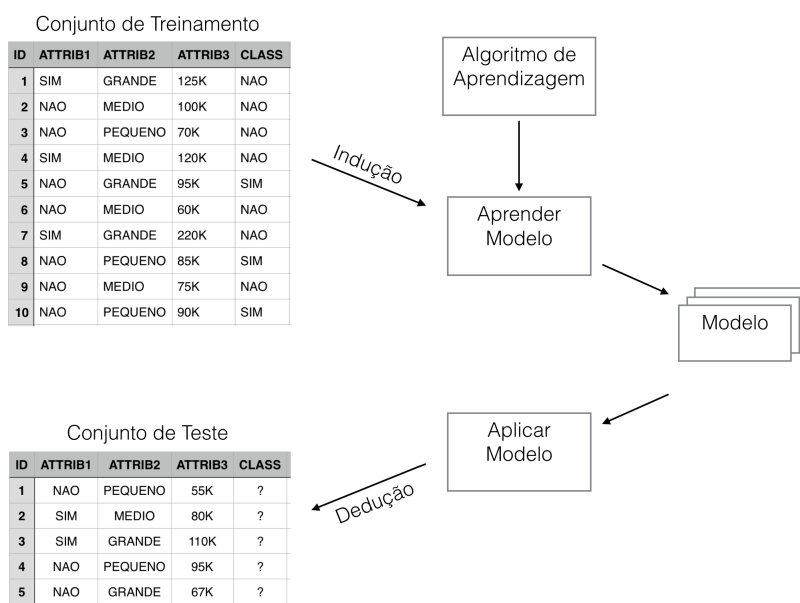 Conjunto de Treinamento
ID ATTRIB1 ATTRIB2 ATTRIB3 CLASS
1 SIM GRANDE 125K NAO
2 NAO MEDIO 100K NAO
3 NAO PEQUENO 70K NAO
4 SIM MEDIO 120K NAO
5 NAO GRANDE 95K SIM
6 NAO MEDIO 60K NAO
7 SIM GRANDE 220K NAO
8 NAO PEQUENO 85K SIM
9 NAO MEDIO 75K NAO
10 NAO PEQUENO 90K SIM
Algoritmo de
Aprendizagem
Indução
Aprender
Modelo
Modelo
Aplicar
Modelo
Dedução
Conjunto de Teste
ID ATTRIB1 ATTRIB2 ATTRIB3 CLASS
1 NAO PEQUENO 55K ?
2 SIM MEDIO 80K ?
3 SIM GRANDE 110K ?
4 NAO PEQUENO 95K ?
5 NAO GRANDE 67K ?